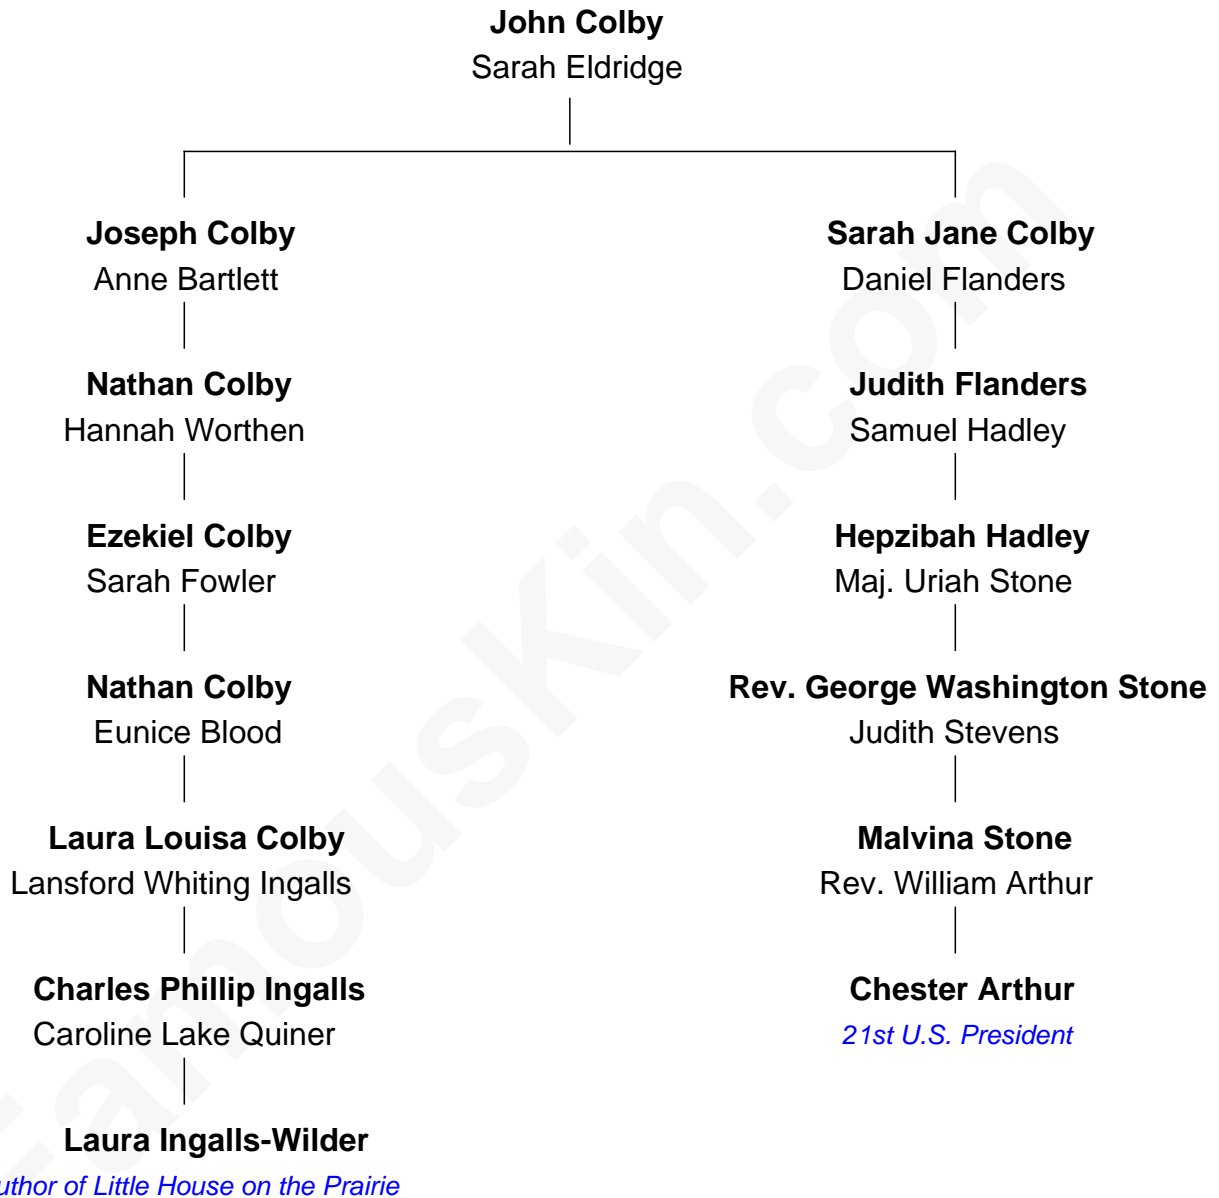 John Colby
Sarah Eldridge
Joseph Colby
Anne Bartlett
Nathan Colby
Hannah Worthen
Ezekiel Colby
Sarah Fowler
Nathan Colby
Eunice Blood
Laura Louisa Colby
Lansford Whiting Ingalls
Charles Phillip Ingalls
Caroline Lake Quiner
Laura Ingalls-Wilder
uthor of Little House on the Prairie
Sarah Jane Colby
Daniel Flanders
Judith Flanders
Samuel Hadley
Hepzibah Hadley
Maj. Uriah Stone
Rev. George Washington Stone
Judith Stevens
Malvina Stone
Rev. William Arthur
Chester Arthur
21st U.S. President
FamousKin.com